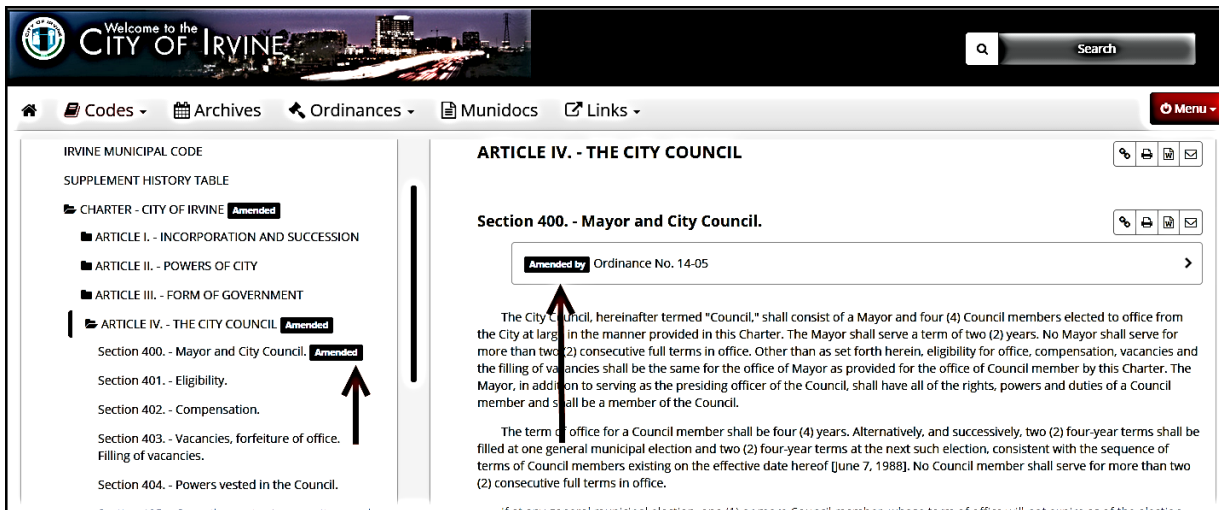 Welcome to the
CITY OF IRVINE
Search
Codes
Archives
Ordinances
Munidocs
Links
Menu
IRVINE MUNICIPAL CODE
SUPPLEMENT HISTORY TABLE
CHARTER - CITY OF IRVINE Amended
ARTICLE I. - INCORPORATION AND SUCCESSION
ARTICLE II. - POWERS OF CITY
ARTICLE III. - FORM OF GOVERNMENT
ARTICLE IV. - THE CITY COUNCIL Amended
Section 400. - Mayor and City Council. Amended
Section 401. - Eligibility.
Section 402. - Compensation.
Section 403. - Vacancies, forfeiture of office.
Filling of vacancies.
Section 404. - Powers vested in the Council.
ARTICLE IV. - THE CITY COUNCIL
Section 400. - Mayor and City Council.
Amended by Ordinance No. 14-05
The City Council, hereinafter termed "Council," shall consist of a Mayor and four (4) Council members elected to office from
the City at large in the manner provided in this Charter. The Mayor shall serve a term of two (2) years. No Mayor shall serve for
more than two (2) consecutive full terms in office. Other than as set forth herein, eligibility for office, compensation, vacancies and
the filling of vacancies shall be the same for the office of Mayor as provided for the office of Council member by this Charter. The
Mayor, in addition to serving as the presiding officer of the Council, shall have all of the rights, powers and duties of a Council
member and shall be a member of the Council.
The term of office for a Council member shall be four (4) years. Alternatively, and successively, two (2) four-year terms shall be
filled at one general municipal election and two (2) four-year terms at the next such election, consistent with the sequence of
terms of Council members existing on the effective date hereof [June 7, 1988]. No Council member shall serve for more than two
(2) consecutive full terms in office.